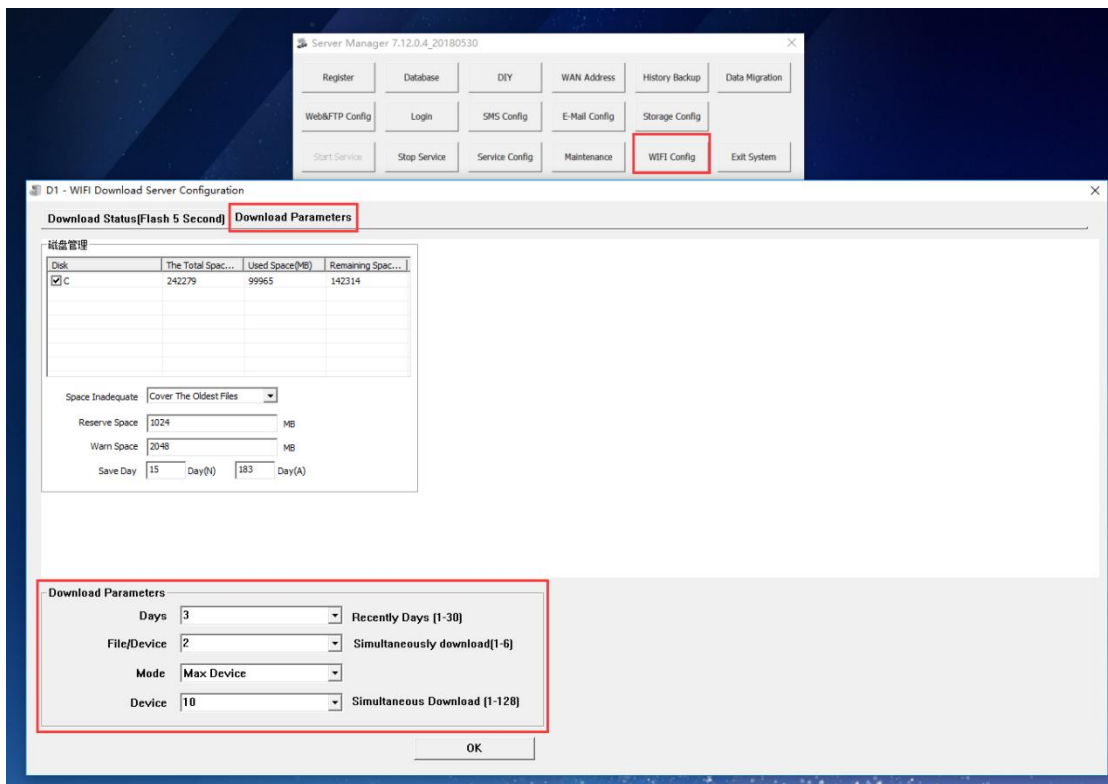 Server Manager 7.12.0.4_20180530
Register Database DIY WAN Address History Backup Data Migration
Web&FTP Config Login SMS Config E-Mail Config Storage Config
Start Service Stop Service Service Config Maintenance WIFI Config Exit System
D1 - WIFI Download Server Configuration
Download Status(Flash 5 Second) Download Parameters
磁盘管理
Disk The Total Spac... Used Space(MB) Remaining Spac...
C 242279 99965 142314
Space Inadequate Cover The Oldest Files
Reserve Space 1024 MB
Warn Space 2048 MB
Save Day 15 Day(N) 183 Day(A)
Download Parameters
Days 3 Recently Days (1-30)
File/Device 2 Simultaneously download(1-6)
Mode Max Device
Device 10 Simultaneous Download (1-128)
OK